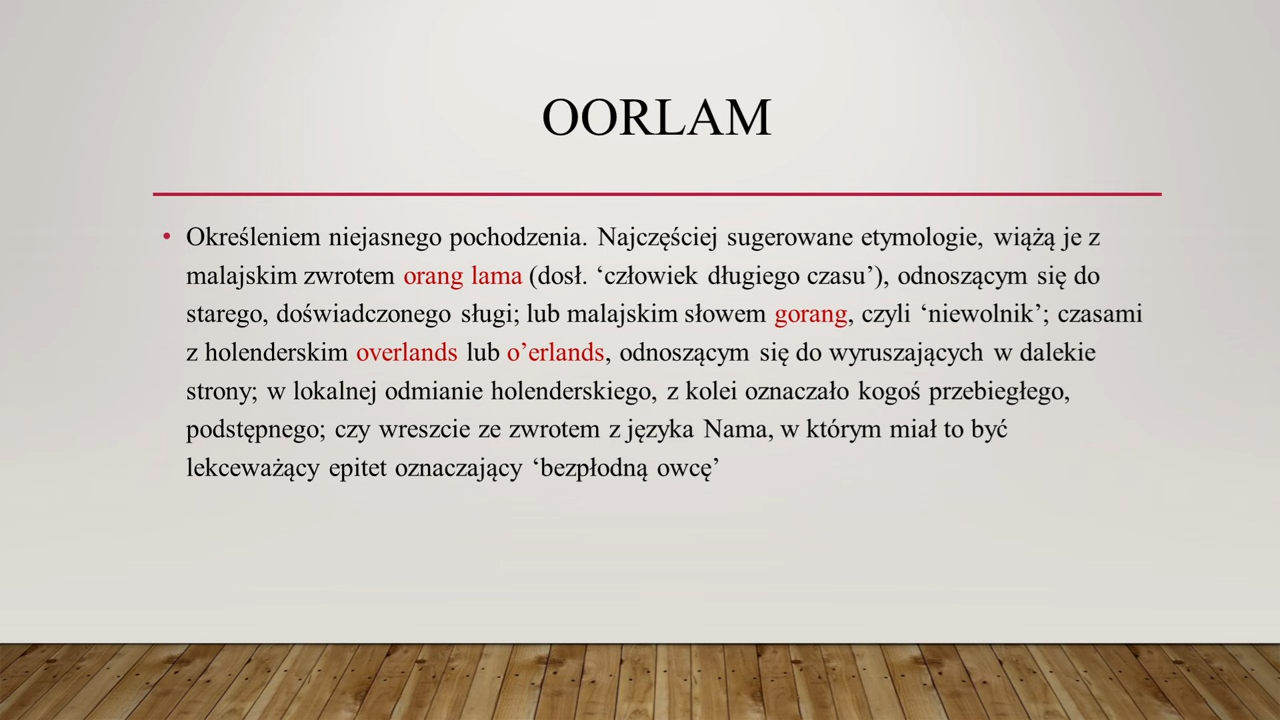 OORLAM
• Określeniem niejasnego pochodzenia. Najczęściej sugerowane etymologie, wiążą je z
malajskim zwrotem orang lama (dosł. ‘człowiek długiego czasu’), odnoszącym się do
starego, doświadczonego sługi; lub malajskim słowem gorang, czyli ‘niewolnik’; czasami
z holenderskim overlands lub o’erlands, odnoszącym się do wyruszających w dalekie
strony; w lokalnej odmianie holenderskiego, z kolei oznaczało kogoś przebiegłego,
podstępnego; czy wreszcie ze zwrotem z języka Nama, w którym miał to być
lekceważący epitet oznaczający ‘bezpłodną owcę’